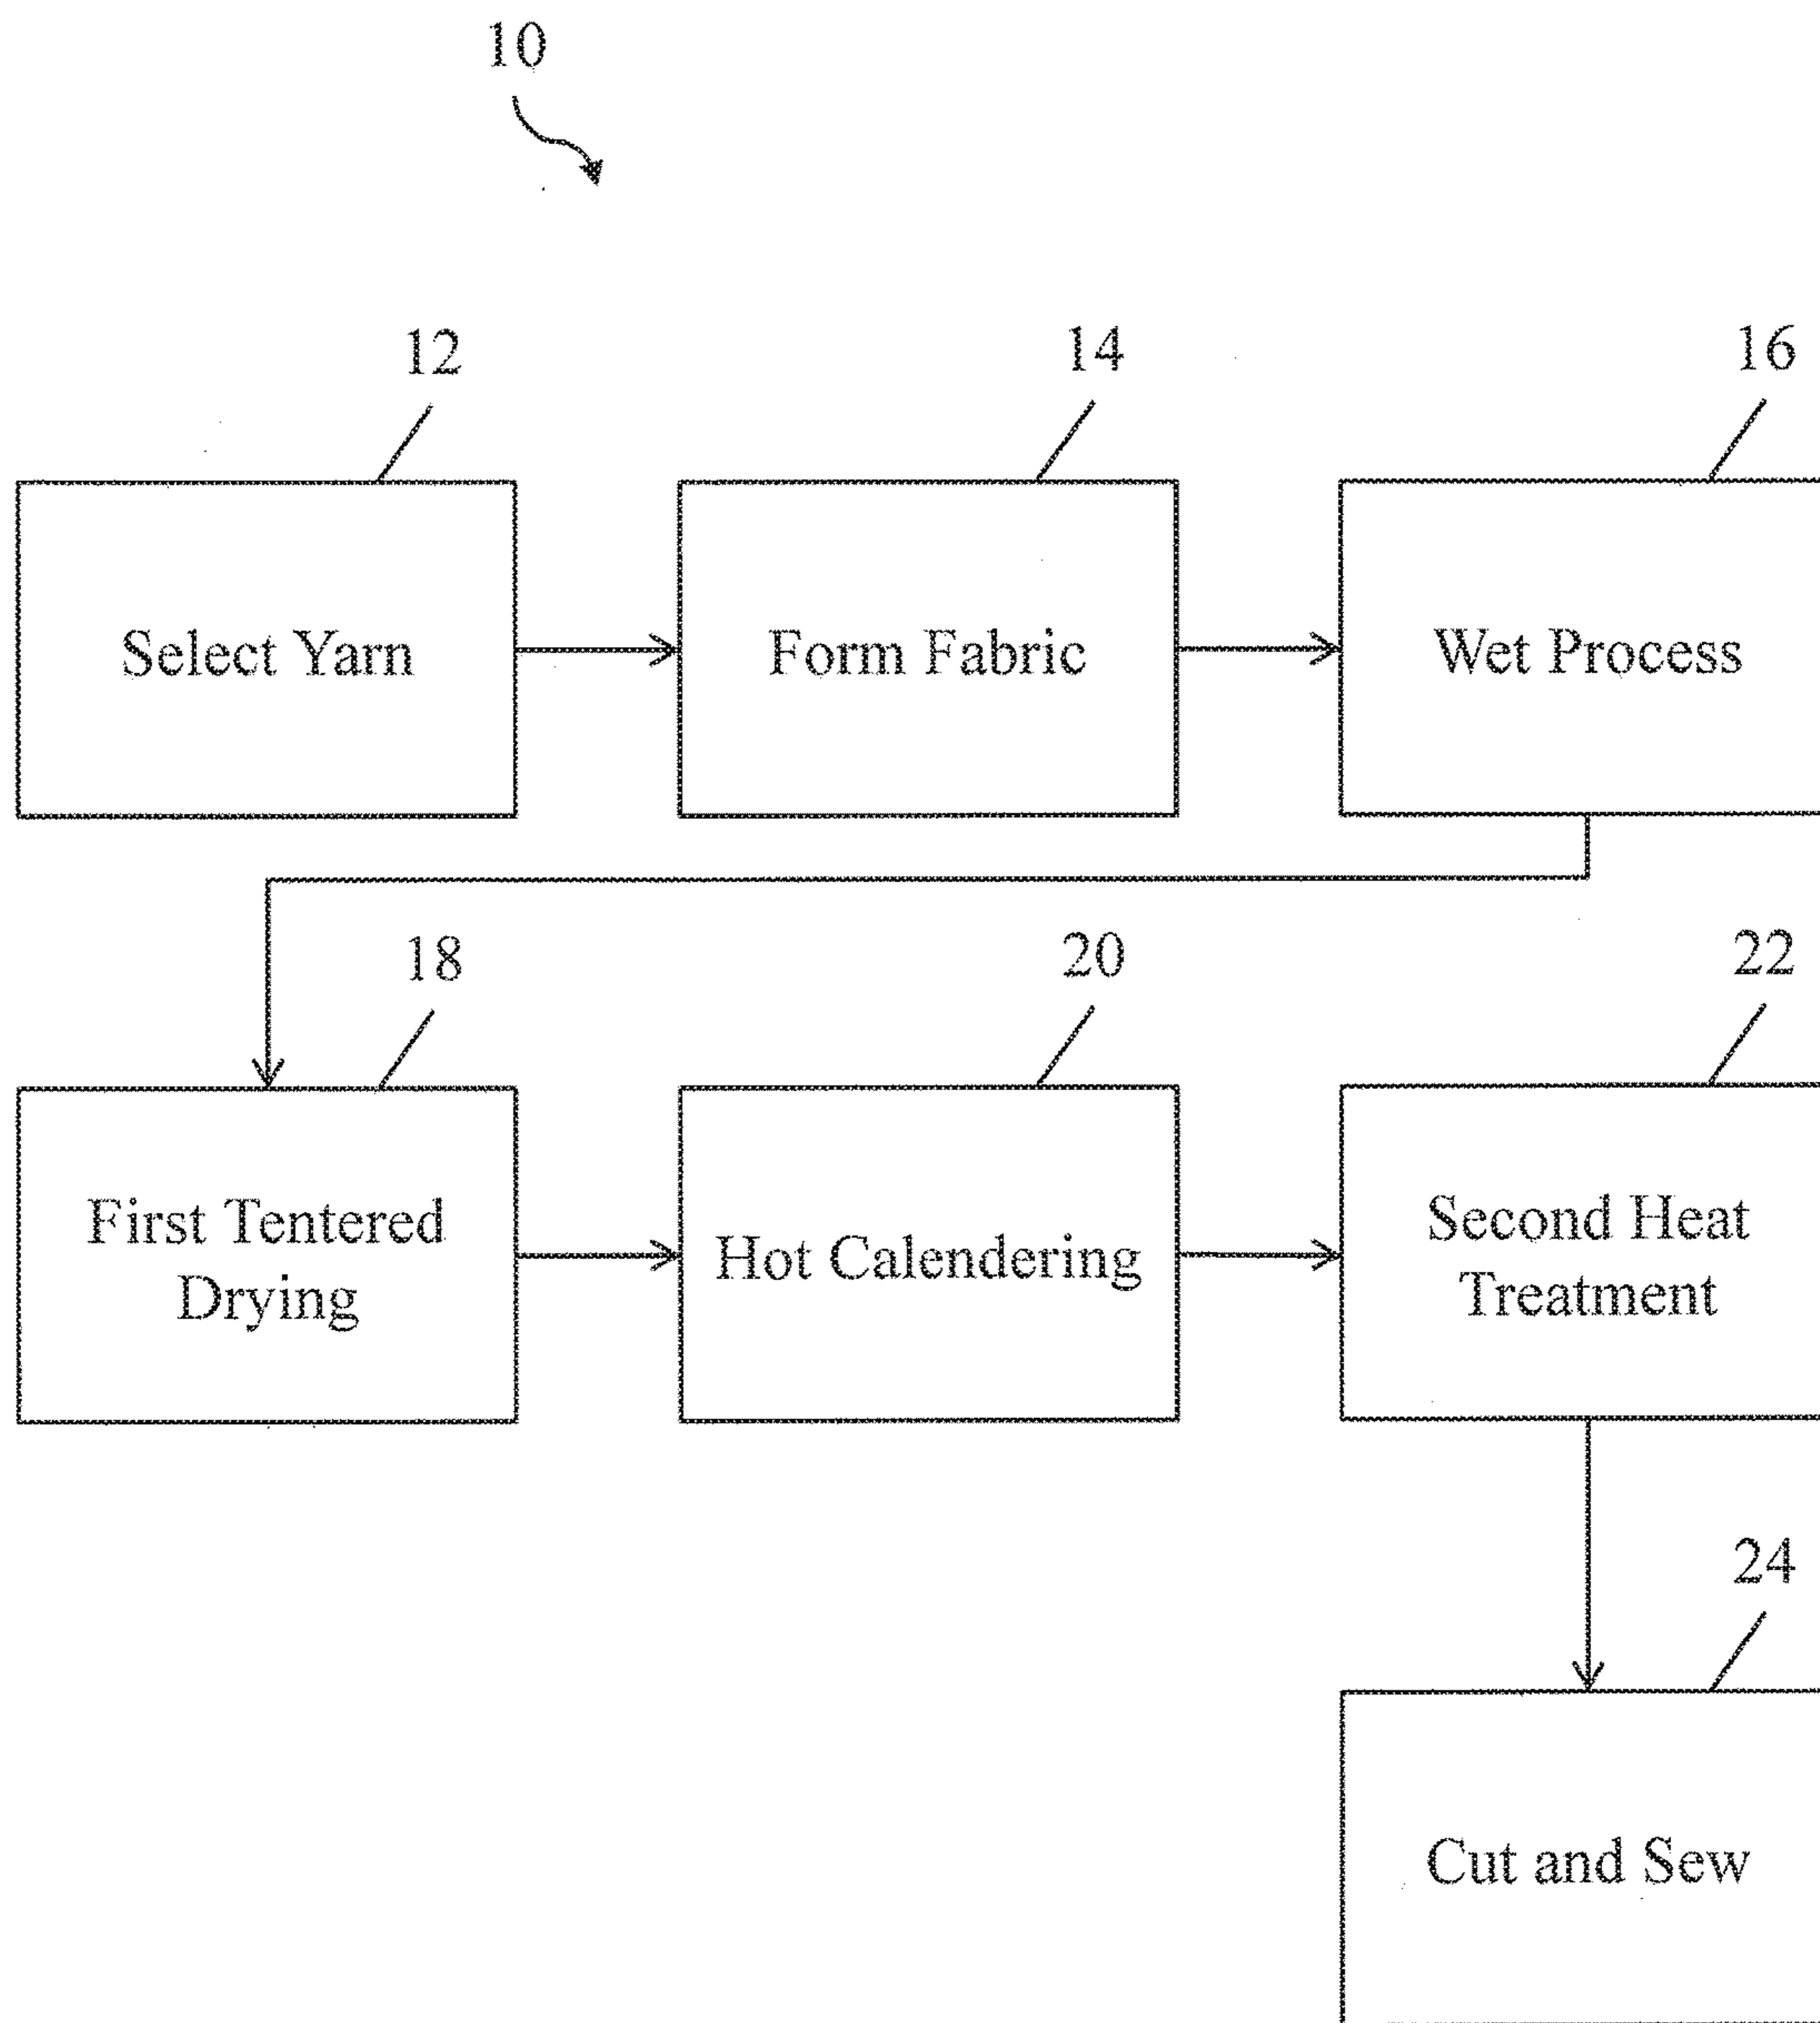 10
12
14
16
Select Yarn
Form Fabric
Wet Process
18
20
22
First Tentered
Drying
Hot Calendering
Second Heat
Treatment
24
Cut and Sew